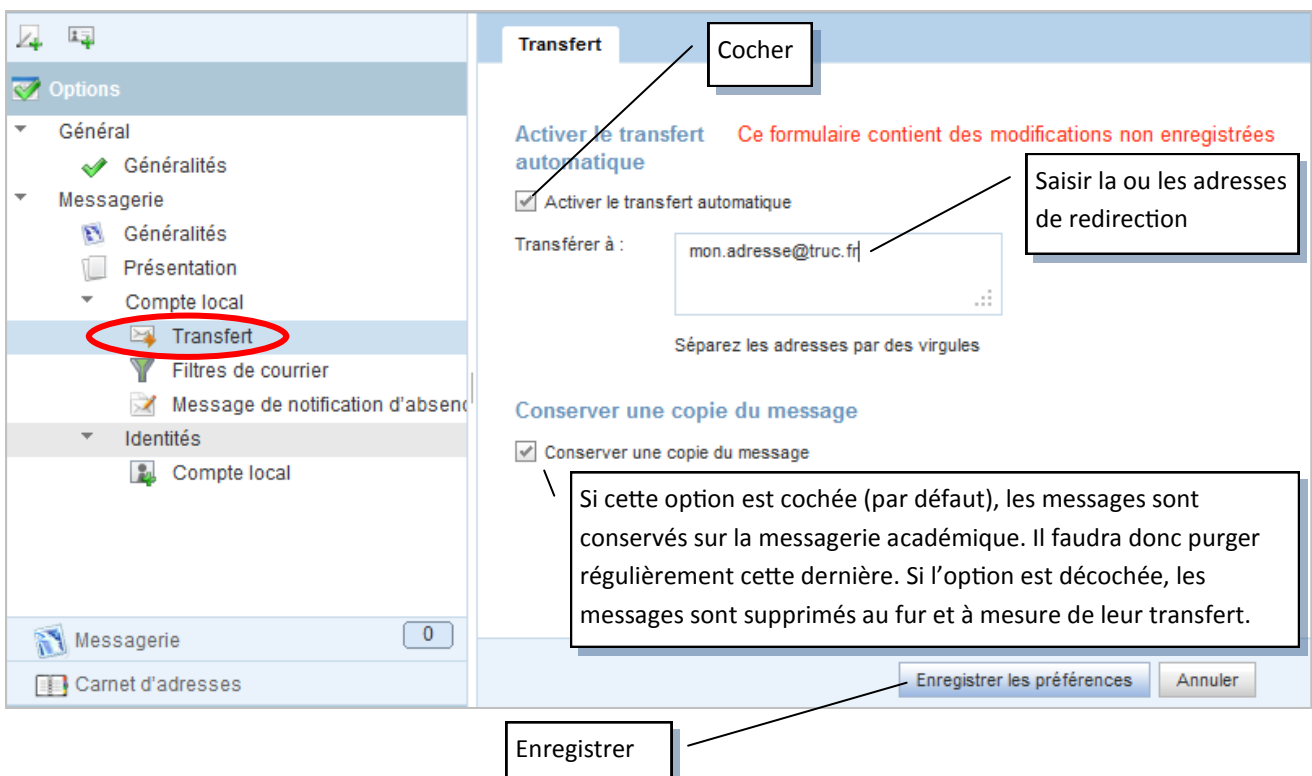 Options
Général
Généralités
Messagerie
Généralités
Présentation
Compte local
Transfert
Filtres de courrier
Message de notification d'absenc
Identités
Compte local
Messagerie
0
Carnet d'adresses
Transfert
Cocher
Activer le transfert
automatique
Ce formulaire contient des modifications non enregistrées
Activer le transfert automatique
Saisir la ou les adresses
de redirection
Transférer à :
mon.adresse@truc.fr
Séparez les adresses par des virgules
Conserver une copie du message
Conserver une copie du message
Si cette option est cochée (par défaut), les messages sont
conservés sur la messagerie académique. Il faudra donc purger
régulièrement cette dernière. Si l’option est décochée, les
messages sont supprimés au fur et à mesure de leur transfert.
Enregistrer les préférences
Annuler
Enregistrer